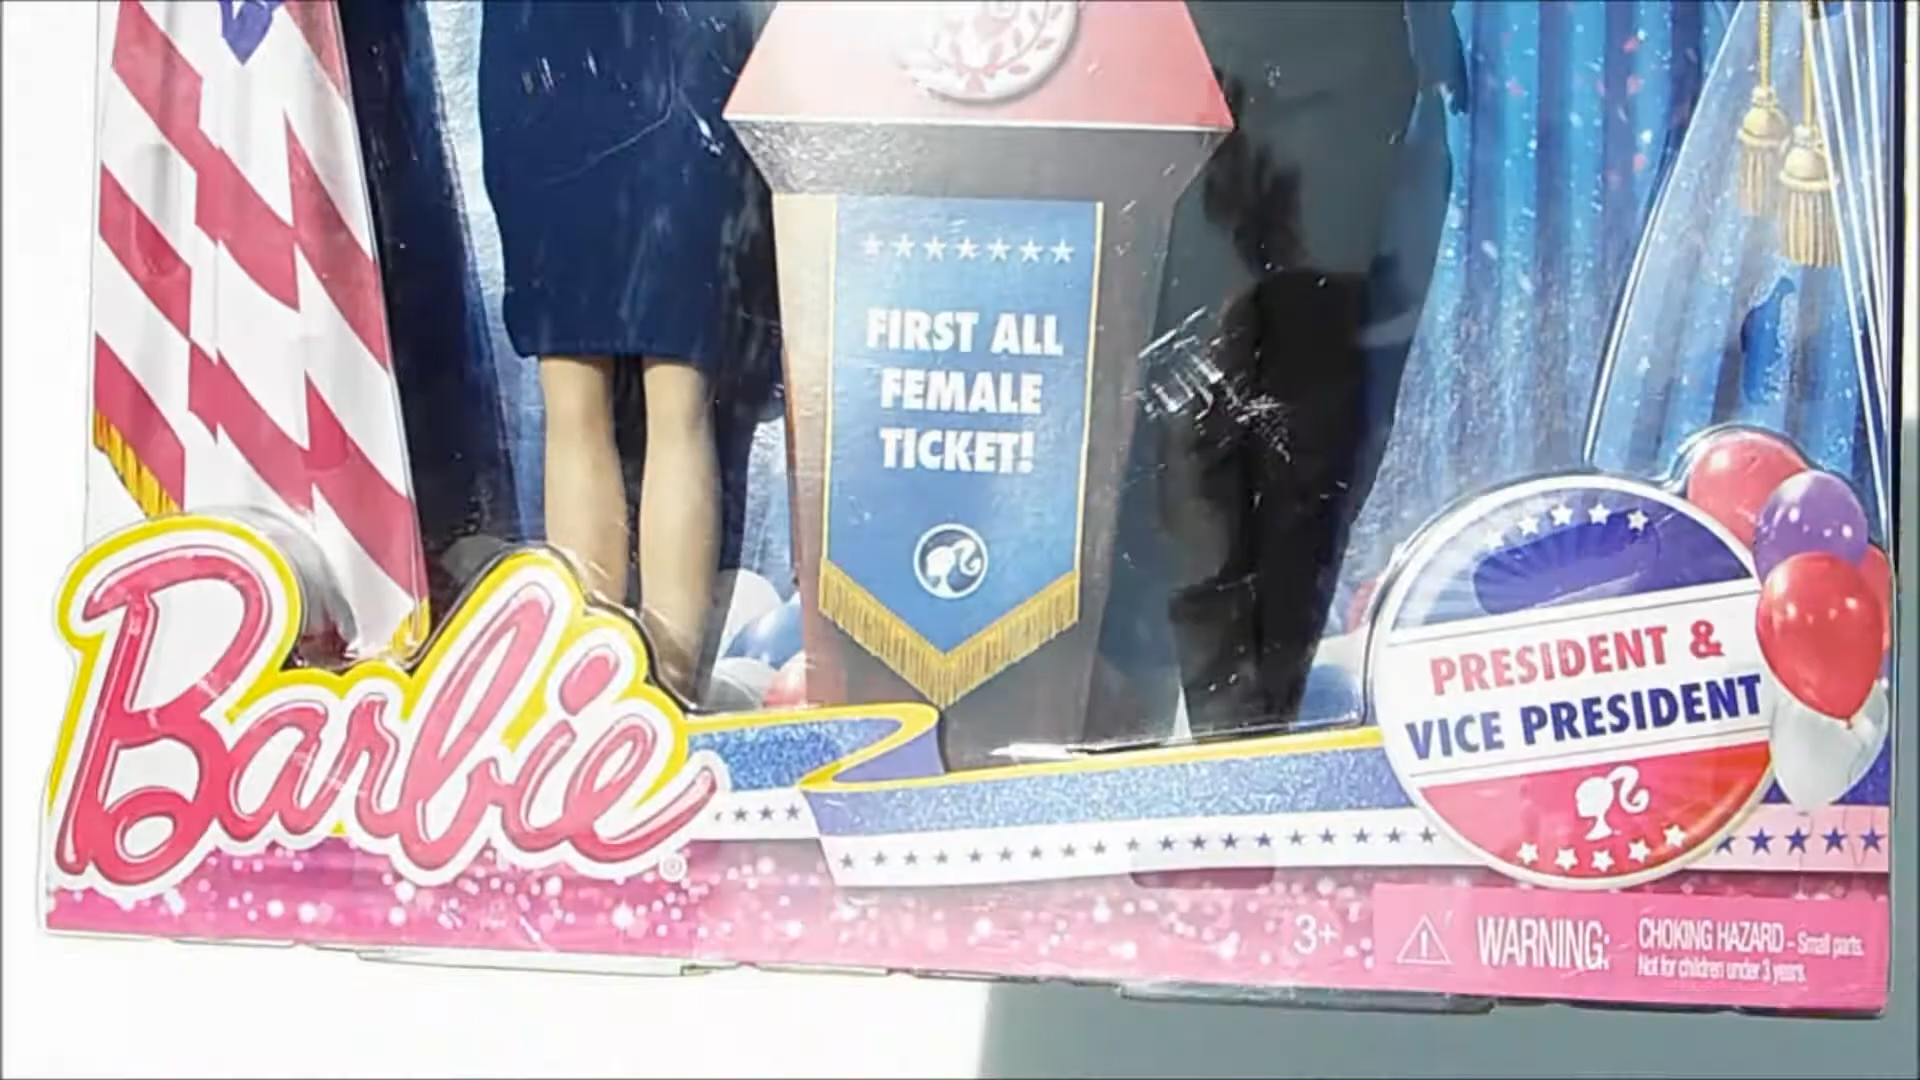 FIRST ALL
FEMALE
TICKET!
Barbie®
PRESIDENT &
VICE PRESIDENT
3+
WARNING:
CHOKING HAZARD - Small parts.
Not for children under 3 years.